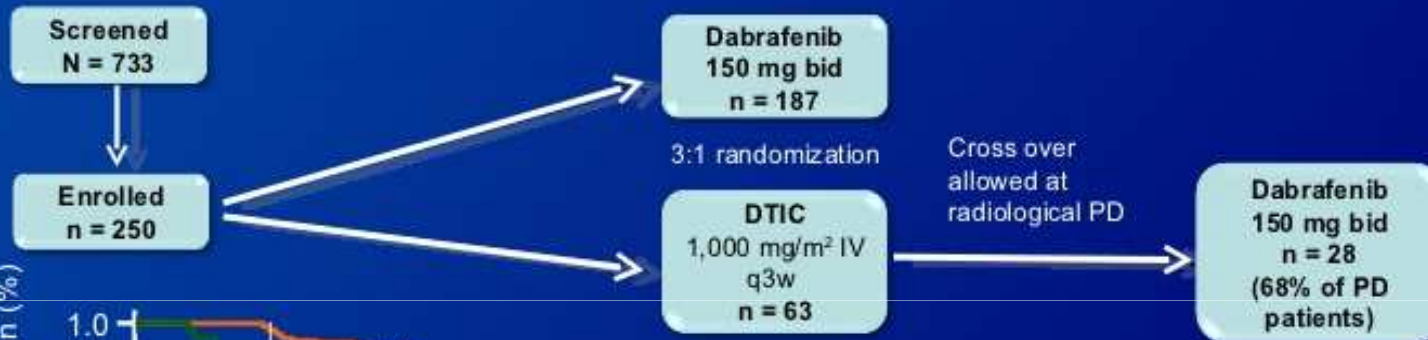 Screened
N = 733
Enrolled
n = 250
Dabrafenib
150 mg bid
n = 187
3:1 randomization
DTIC
1,000 mg/m² IV
q3w
n = 63
Cross over
allowed at
radiological PD
Dabrafenib
150 mg bid
n = 28
(68% of PD
patients)
n (%)
1.0